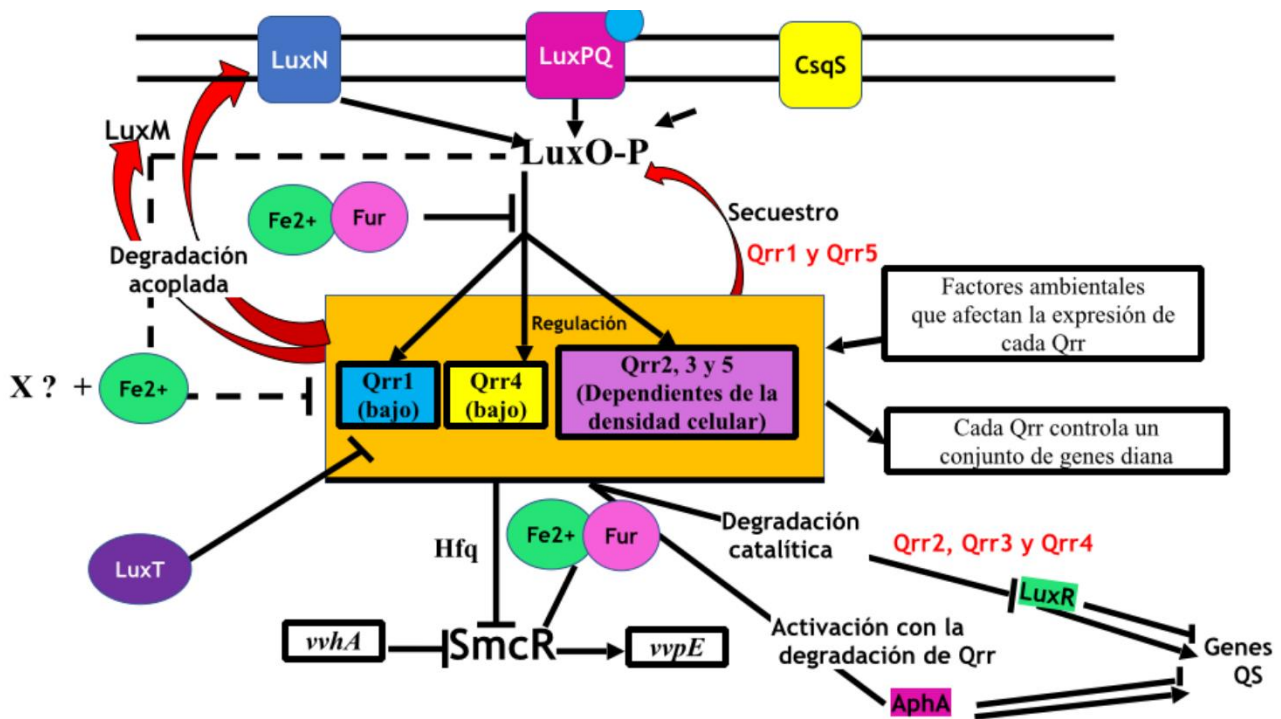 LuxN
LuxPQ
CsqS
LuxM
LuxO-P
Fe2+
Fur
Secuestro
Qrr1 y Qrr5
Degradación
acoplada
Factores ambientales
que afectan la expresión de
cada Qrr
Regulación
Qrr1
(bajo)
Qrr4
(bajo)
Qrr2, 3 y 5
(Dependientes de la
densidad celular)
X ? +
Fe2+
Cada Qrr controla un
conjunto de genes diana
Hfq
Fe2+
Fur
Degradación
catalítica
Qrr2, Qrr3 y Qrr4
LuxT
LuxR
vvhA
SmcR
vvpE
Activación con la
degradación de Qrr
Genes
QS
AphA